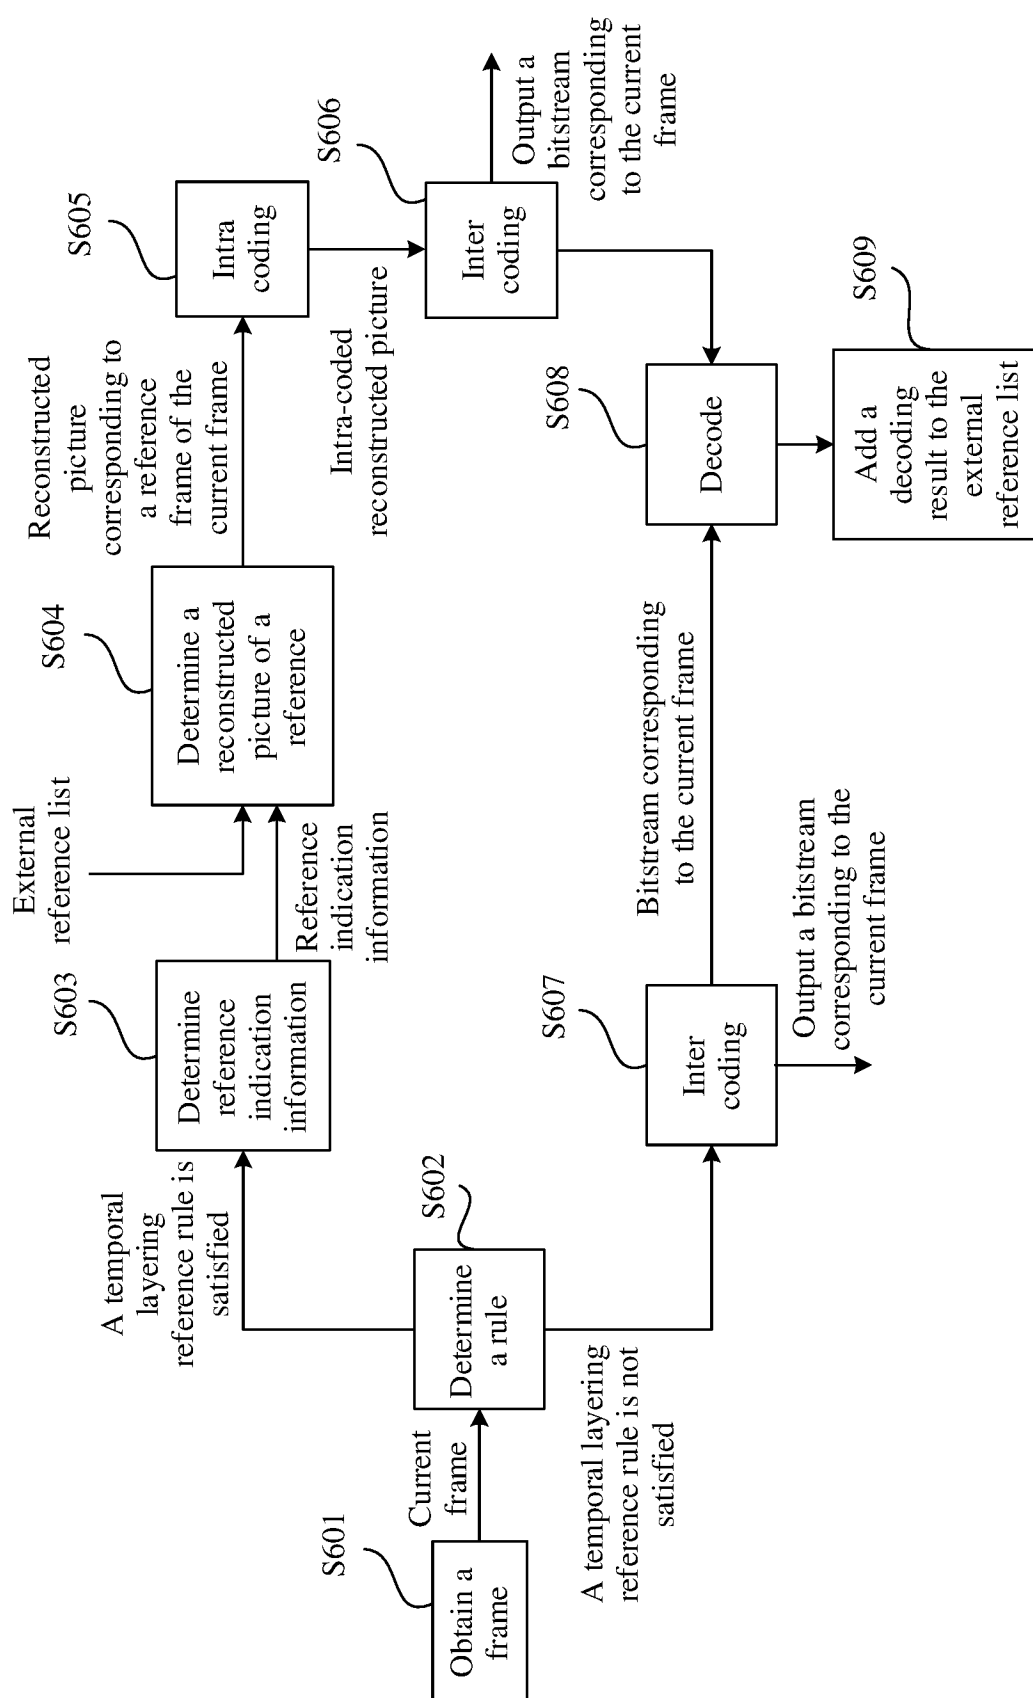 S601
Obtain a
frame
Current
frame
S602
Determine
a rule
A temporal
layering
reference rule is
satisfied
A temporal layering
reference rule is not
satisfied
S603
Determine
reference
indication
information
Reference
indication
information
External
reference list
S604
Determine a
reconstructed
picture of a
reference
Reconstructed
picture
corresponding to
a reference
frame of the
current frame
S605
Intra
coding
Intra-coded
reconstructed picture
S606
Inter
coding
Output a
bitstream
corresponding
to the current
frame
S607
Inter
coding
Output a bitstream
corresponding to the
current frame
Bitstream corresponding
to the current frame
S608
Decode
S609
Add a
decoding
result to the
external
reference list